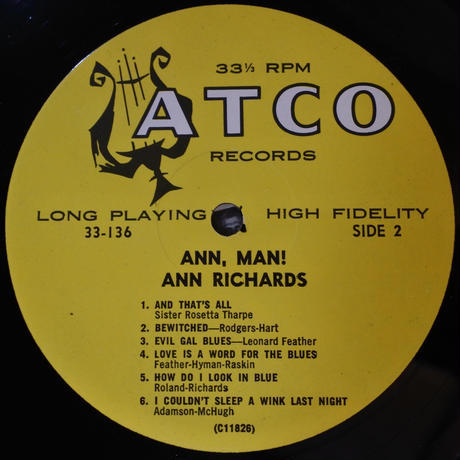 33⅓ RPM
ATCO
RECORDS
LONG PLAYING HIGH FIDELITY
33-136 SIDE 2
ANN, MAN!
ANN RICHARDS
1. AND THAT'S ALL
Sister Rosetta Tharpe
2. BEWITCHED—Rodgers-Hart
3. EVIL GAL BLUES—Leonard Feather
4. LOVE IS A WORD FOR THE BLUES
Feather-Hyman-Raskin
5. HOW DO I LOOK IN BLUE
Roland-Richards
6. I COULDN'T SLEEP A WINK LAST NIGHT
Adamson-McHugh
(C11826)